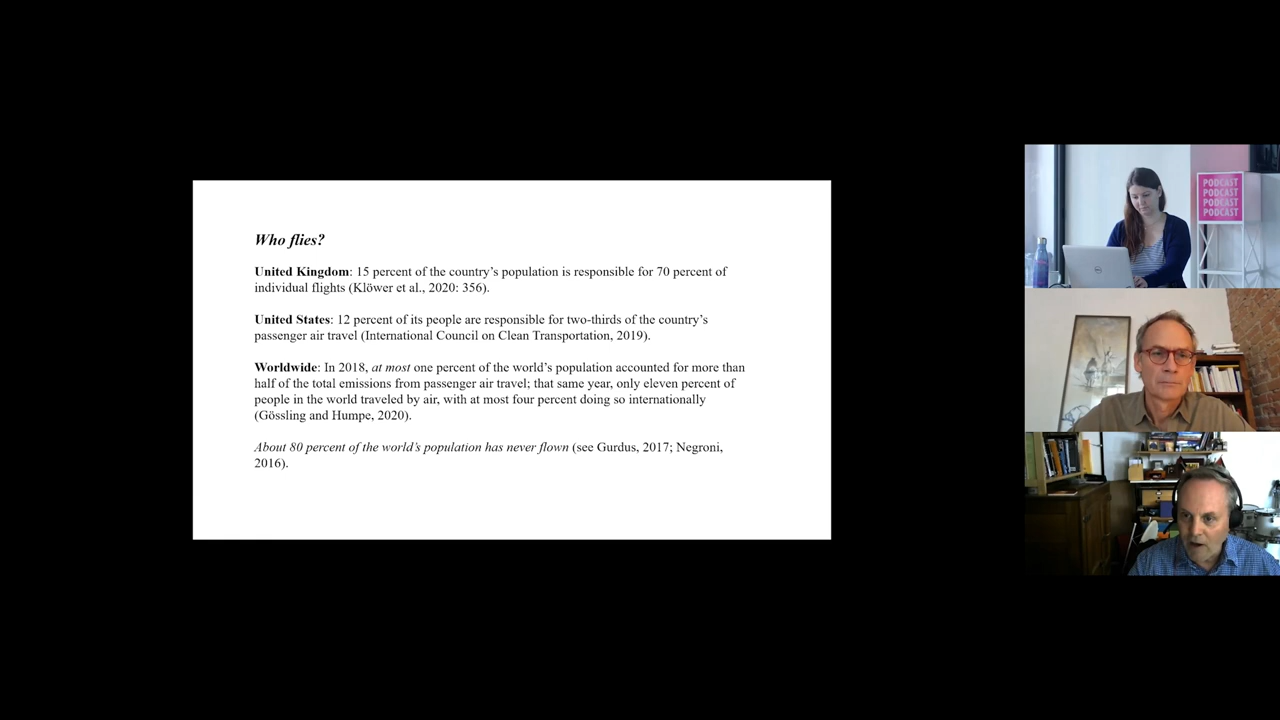 Who flies?
United Kingdom: 15 percent of the country’s population is responsible for 70 percent of
individual flights (Klöwer et al., 2020: 356).
United States: 12 percent of its people are responsible for two-thirds of the country’s
passenger air travel (International Council on Clean Transportation, 2019).
Worldwide: In 2018, at most one percent of the world’s population accounted for more than
half of the total emissions from passenger air travel; that same year, only eleven percent of
people in the world traveled by air, with at most four percent doing so internationally
(Gössling and Humpe, 2020).
About 80 percent of the world’s population has never flown (see Gurdus, 2017; Negroni,
2016).
PODCAST
PODCAST
PODCAST
PODCAST